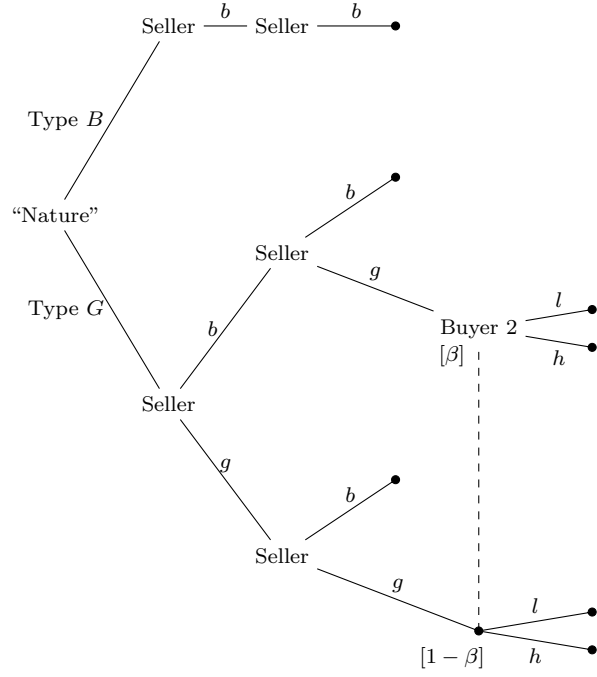 Seller
b
Seller
b
Type B
“Nature”
b
Seller
g
l
Type G
Buyer 2
b
[β]
h
Seller
g
b
Seller
g
l
[1 − β]
h